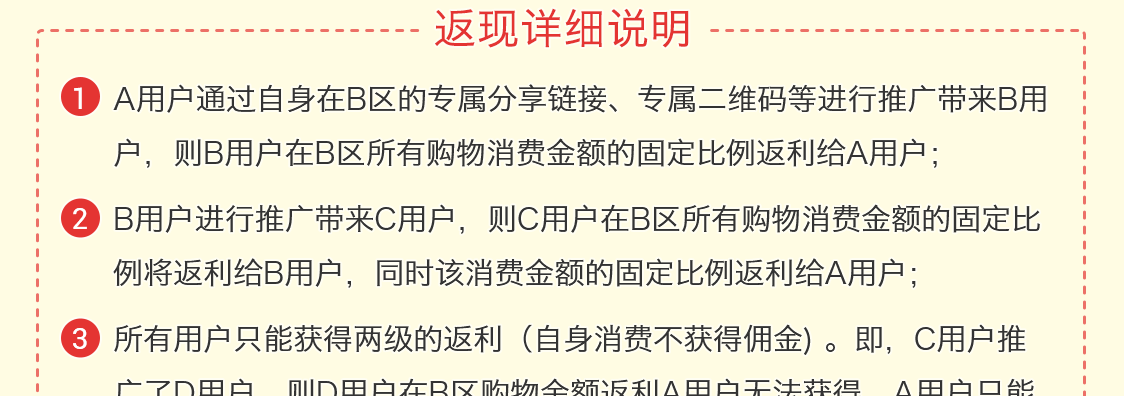 返现详细说明
1 A用户通过自身在B区的专属分享链接、专属二维码等进行推广带来B用
户，则B用户在B区所有购物消费金额的固定比例返利给A用户；
2 B用户进行推广带来C用户，则C用户在B区所有购物消费金额的固定比
例将返利给B用户，同时该消费金额的固定比例返利给A用户；
3 所有用户只能获得两级的返利（自身消费不获得佣金) 。即，C用户推
广了D用户，则D用户在B区购物金额返利A用户无法获得，A用户只能